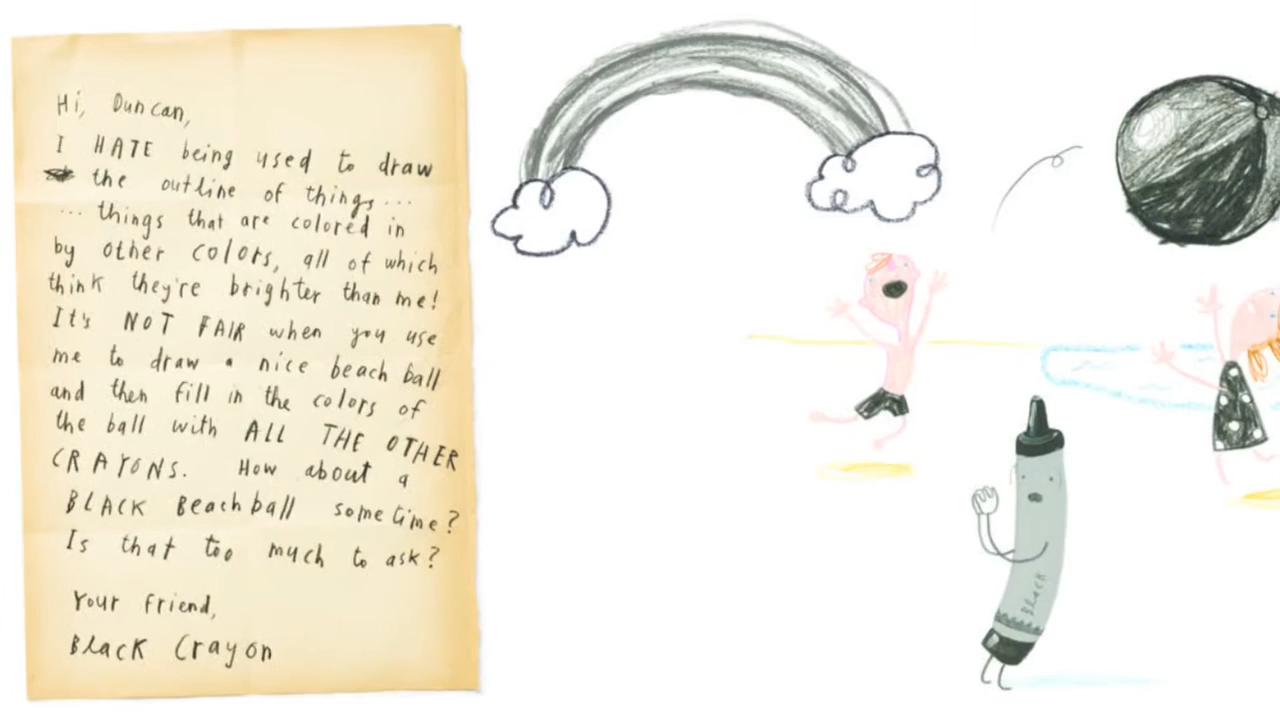 Hi, Duncan,
I HATE being used to draw
the outline of things...
...things that are colored in
by other colors, all of which
think they're brighter than me!
It's NOT FAIR when you use
me to draw a nice beach ball
and then fill in the colors of
the ball with ALL THE OTHER
CRAYONS. How about a
BLACK Beach ball sometime?
Is that too much to ask?
Your friend,
Black Crayon
Black